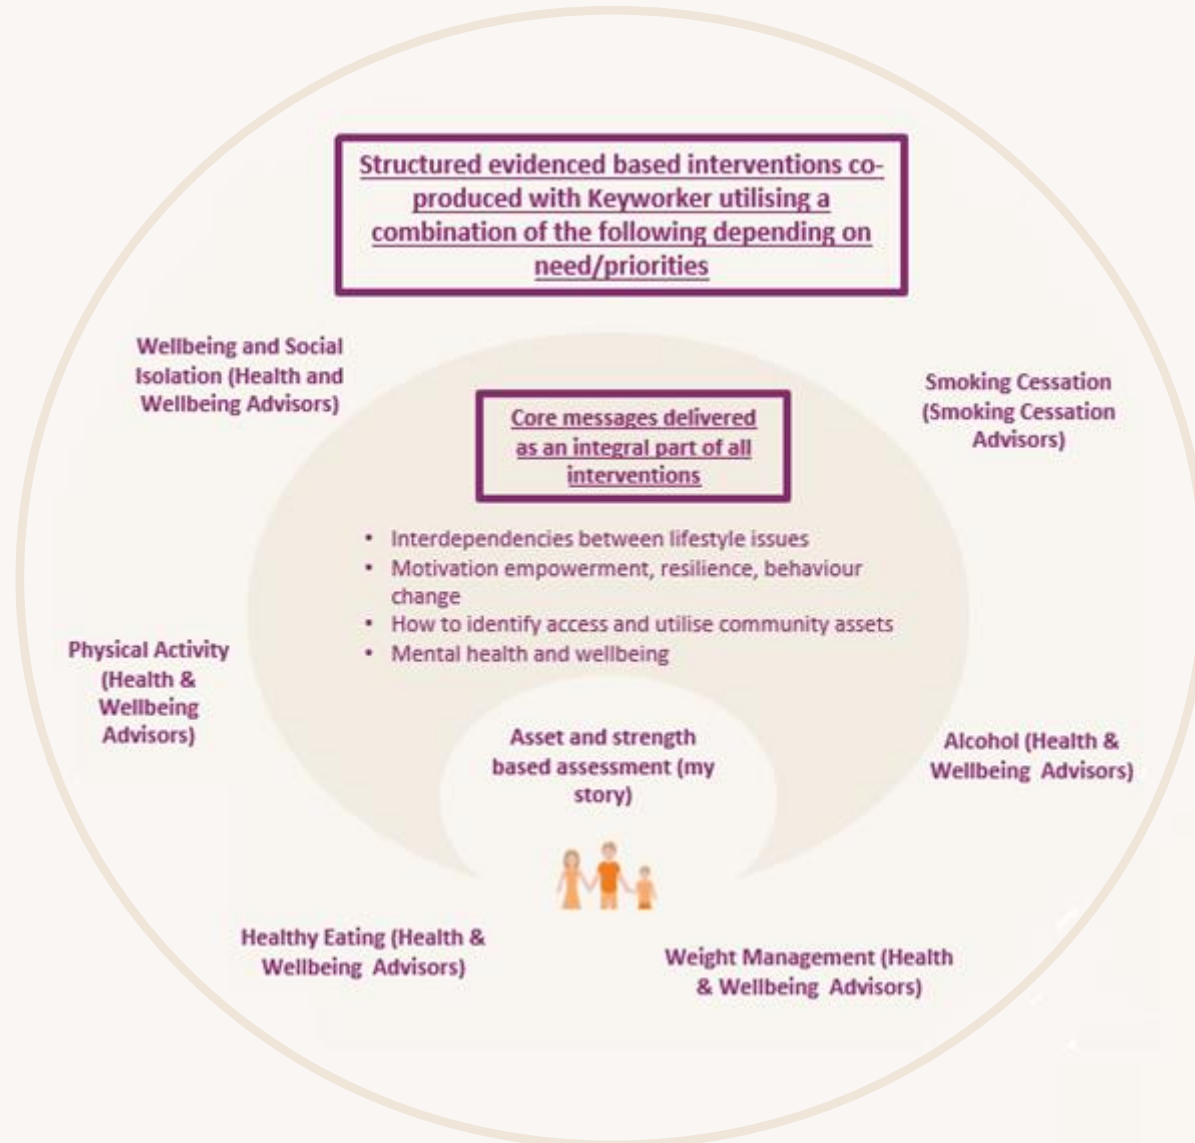 Structured evidenced based interventions co-
produced with Keyworker utilising a
combination of the following depending on
need/priorities
Wellbeing and Social
Isolation (Health and
Wellbeing Advisors)
Smoking Cessation
(Smoking Cessation
Advisors)
Core messages delivered
as an integral part of all
interventions
• Interdependencies between lifestyle issues
• Motivation empowerment, resilience, behaviour
change
• How to identify access and utilise community assets
• Mental health and wellbeing
Physical Activity
(Health &
Wellbeing
Advisors)
Asset and strength
based assessment (my
story)
Alcohol (Health &
Wellbeing Advisors)
Healthy Eating (Health &
Wellbeing Advisors)
Weight Management (Health
& Wellbeing Advisors)